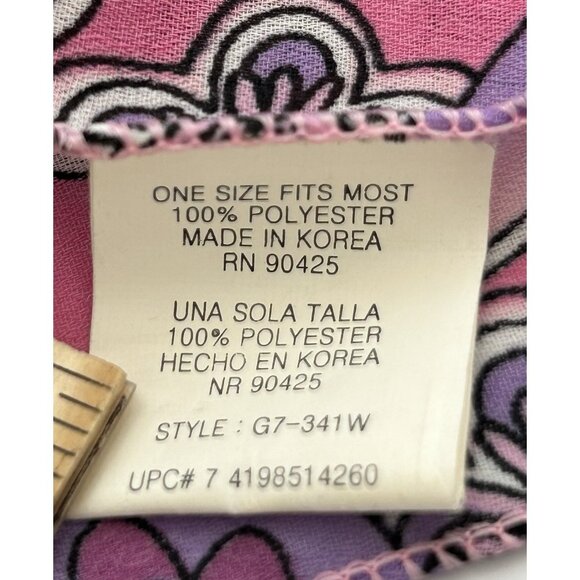 ONE SIZE FITS MOST
100% POLYESTER
MADE IN KOREA
RN 90425
UNA SOLA TALLA
100% POLYESTER
HECHO EN KOREA
NR 90425
STYLE : G7-341W
UPC# 7 4198514260